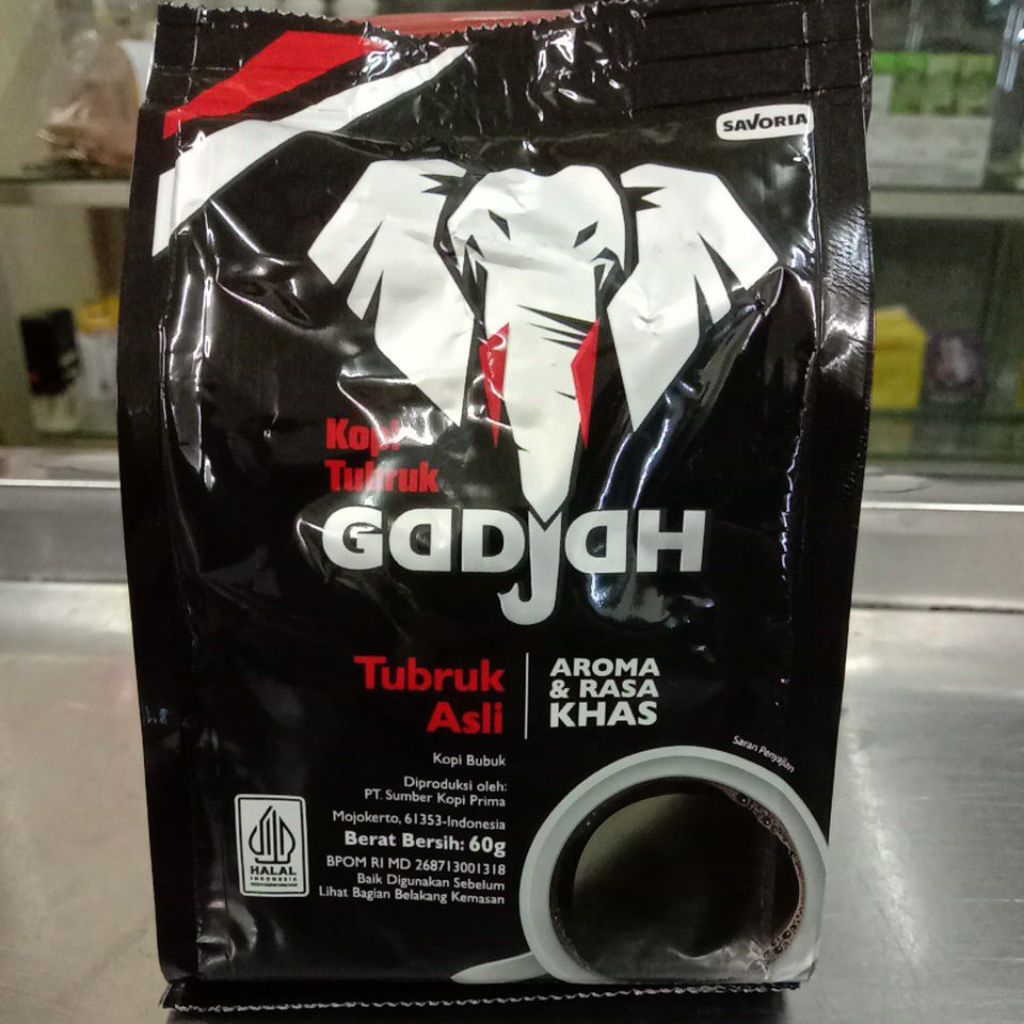 SAVORIA
Kopi
Tubruk
GADJAH
Tubruk
Asli
AROMA
& RASA
KHAS
Saran Penyajian
Kopi Bubuk
Diproduksi oleh:
PT. Sumber Kopi Prima
Mojokerto, 61353-Indonesia
Berat Bersih: 60g
BPOM RI MD 268713001318
Baik Digunakan Sebelum
Lihat Bagian Belakang Kemasan
HALAL
INDONESIA